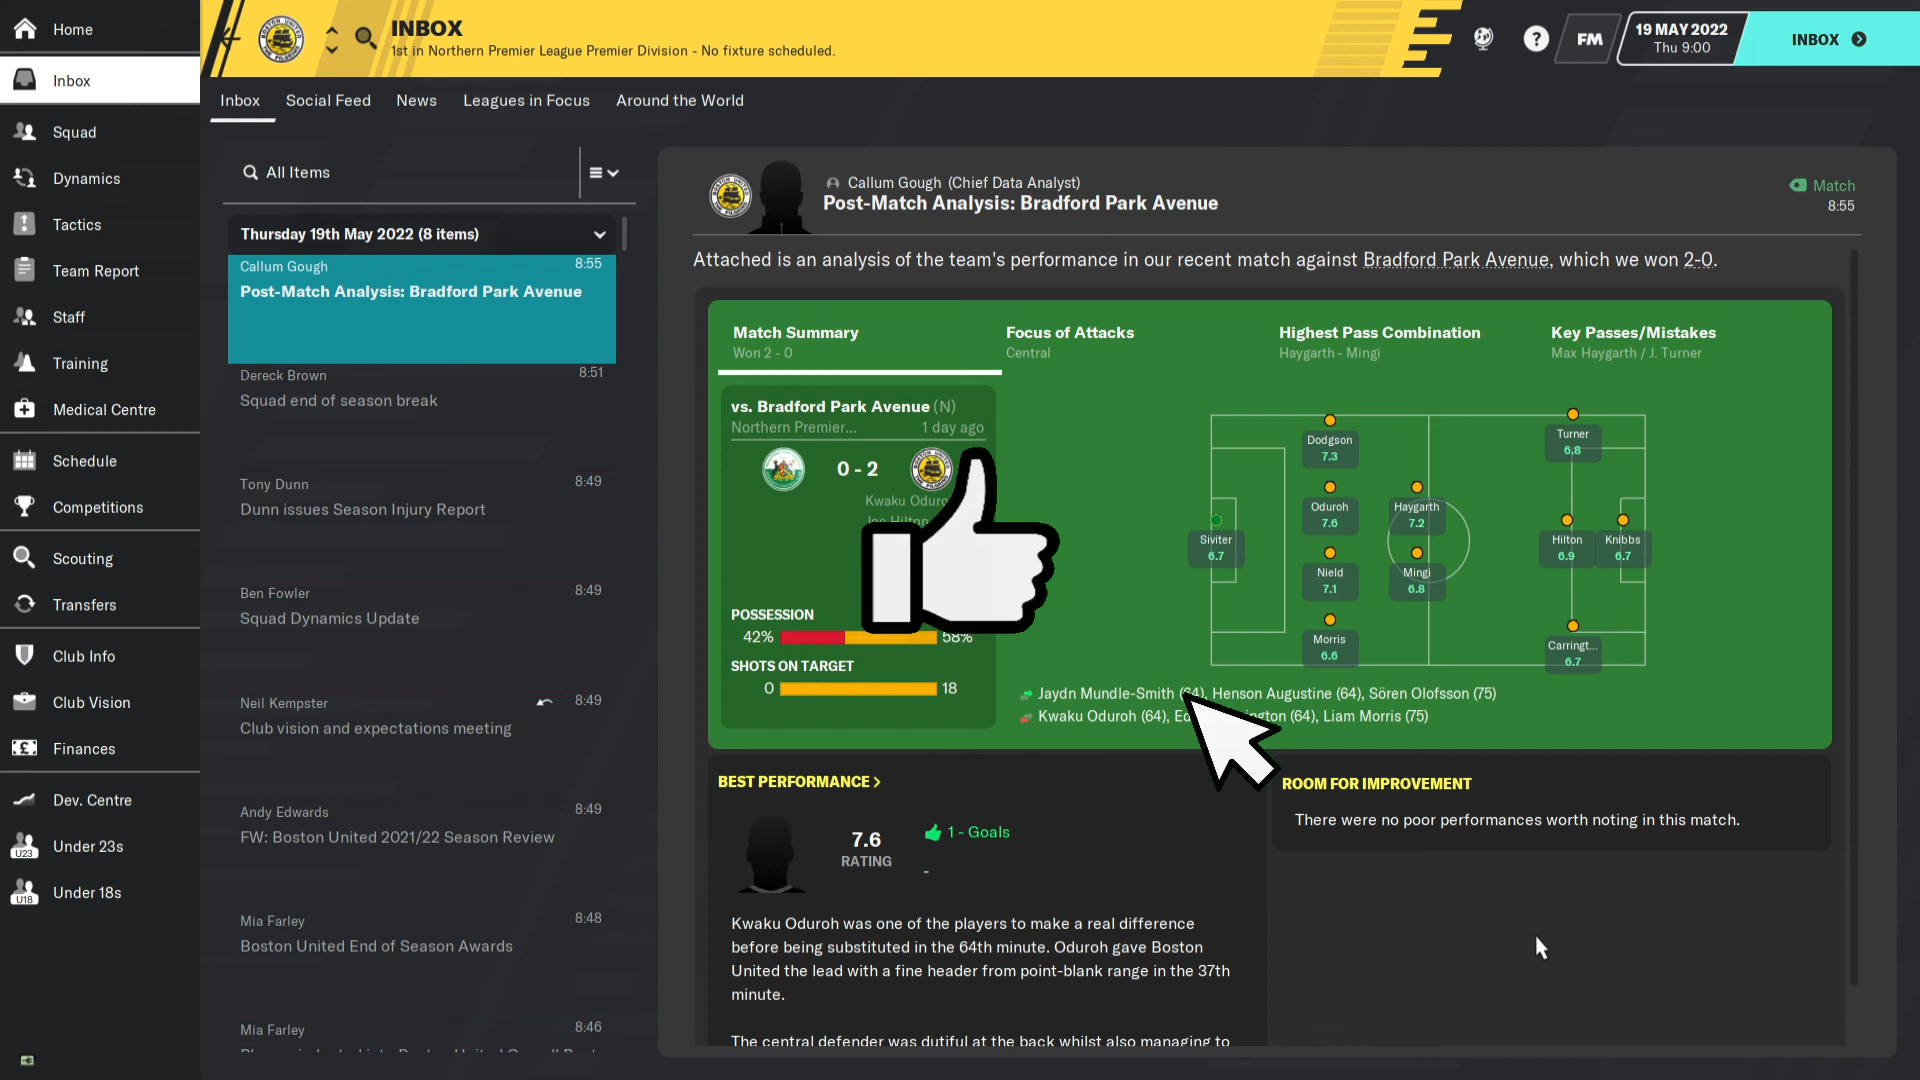 Home
Inbox
Squad
Dynamics
Tactics
Team Report
Staff
Training
Medical Centre
Schedule
Competitions
Scouting
Transfers
Club Info
Club Vision
Finances
Dev. Centre
U23 Under 23s
U18 Under 18s
INBOX
1st in Northern Premier League Premier Division - No fixture scheduled.
?
FM
19 MAY 2022
Thu 9:00
INBOX
Inbox Social Feed News Leagues in Focus Around the World
All Items
Thursday 19th May 2022 (8 items)
Callum Gough 8:55
Post-Match Analysis: Bradford Park Avenue
Dereck Brown 8:51
Squad end of season break
Tony Dunn 8:49
Dunn issues Season Injury Report
Ben Fowler 8:49
Squad Dynamics Update
Neil Kempster 8:49
Club vision and expectations meeting
Andy Edwards 8:49
FW: Boston United 2021/22 Season Review
Mia Farley 8:48
Boston United End of Season Awards
Mia Farley 8:46
Callum Gough (Chief Data Analyst)
Post-Match Analysis: Bradford Park Avenue
Match
8:55
Attached is an analysis of the team's performance in our recent match against Bradford Park Avenue, which we won 2-0.
Match Summary
Won 2 - 0
Focus of Attacks
Central
Highest Pass Combination
Haygarth - Mingi
Key Passes/Mistakes
Max Haygarth / J. Turner
vs. Bradford Park Avenue (N)
Northern Premier... 1 day ago
0 - 2
Kwaku Oduro
Joe Hilton
POSSESSION
42% 58%
SHOTS ON TARGET
0 18
Dodgson
7.3
Turner
6.8
Oduroh
7.6
Haygarth
7.2
Siviter
6.7
Hilton
6.9
Knibbs
6.7
Nield
7.1
Mingi
6.8
Morris
6.6
Carringt...
6.7
Jaydn Mundle-Smith (64), Henson Augustine (64), Sören Olofsson (75)
Kwaku Oduroh (64), Ed ington (64), Liam Morris (75)
BEST PERFORMANCE >
7.6
RATING
1 - Goals
-
Kwaku Oduroh was one of the players to make a real difference
before being substituted in the 64th minute. Oduroh gave Boston
United the lead with a fine header from point-blank range in the 37th
minute.
The central defender was dutiful at the back whilst also managing to
ROOM FOR IMPROVEMENT
There were no poor performances worth noting in this match.